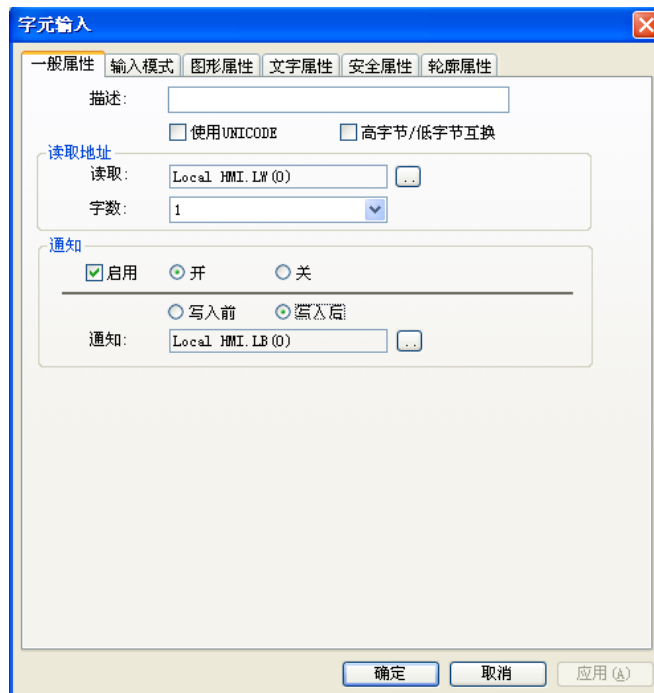 字元输入
一般属性 输入模式 图形属性 文字属性 安全属性 轮廓属性
描述:
使用UNICODE 高字节/低字节互换
读取地址
读取: Local HMI.LW(0) ..
字数: 1
通知
启用 开 关
写入前 写入后
通知: Local HMI.LB(0) ..
确定 取消 应用(A)